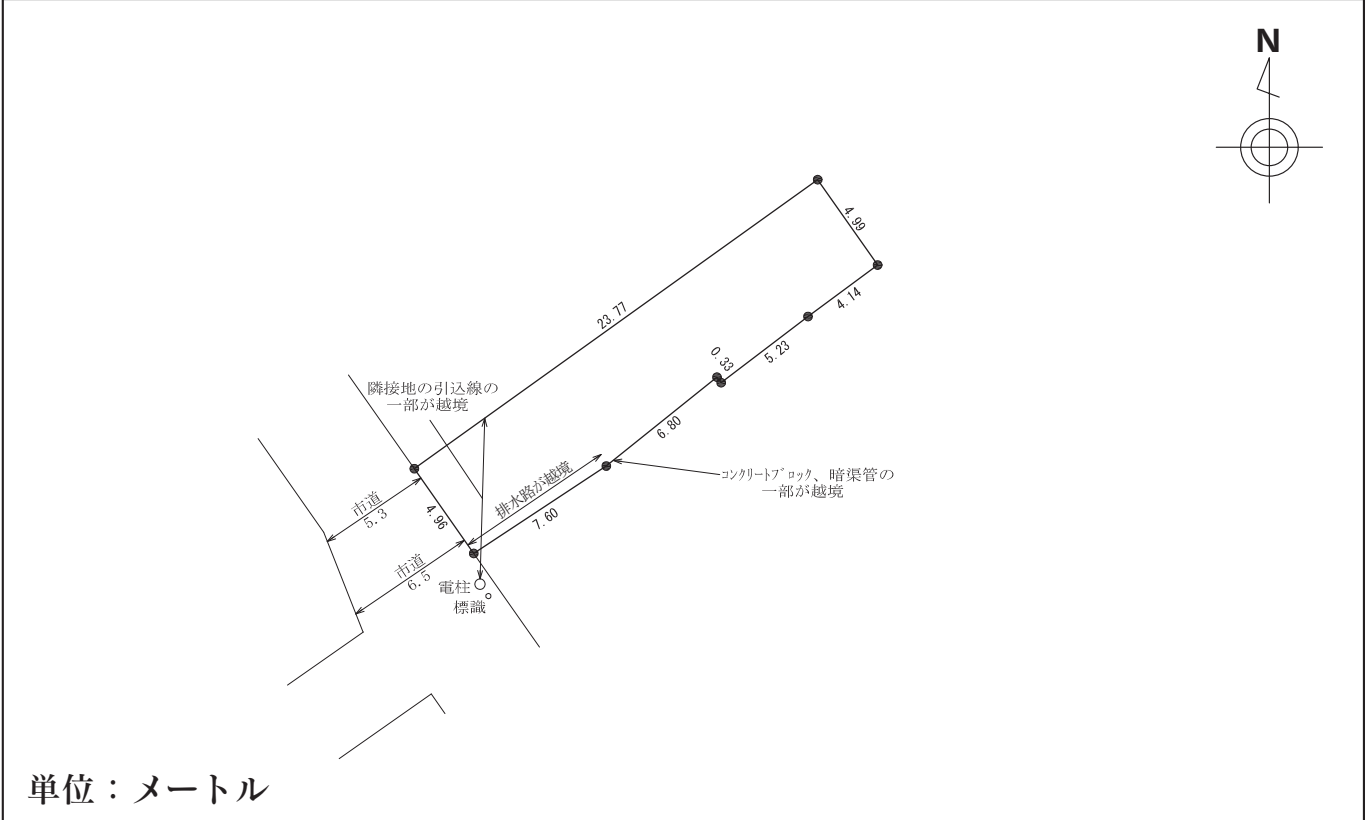 N
4.99
4.14
23.77
5.23
0.33
隣接地の引込線の
一部が越境
6.80
コンクリートブロック、暗渠管の
一部が越境
排水路が越境
7.60
市道
5.3
4.96
市道
6.5
電柱
標識
単位：メートル